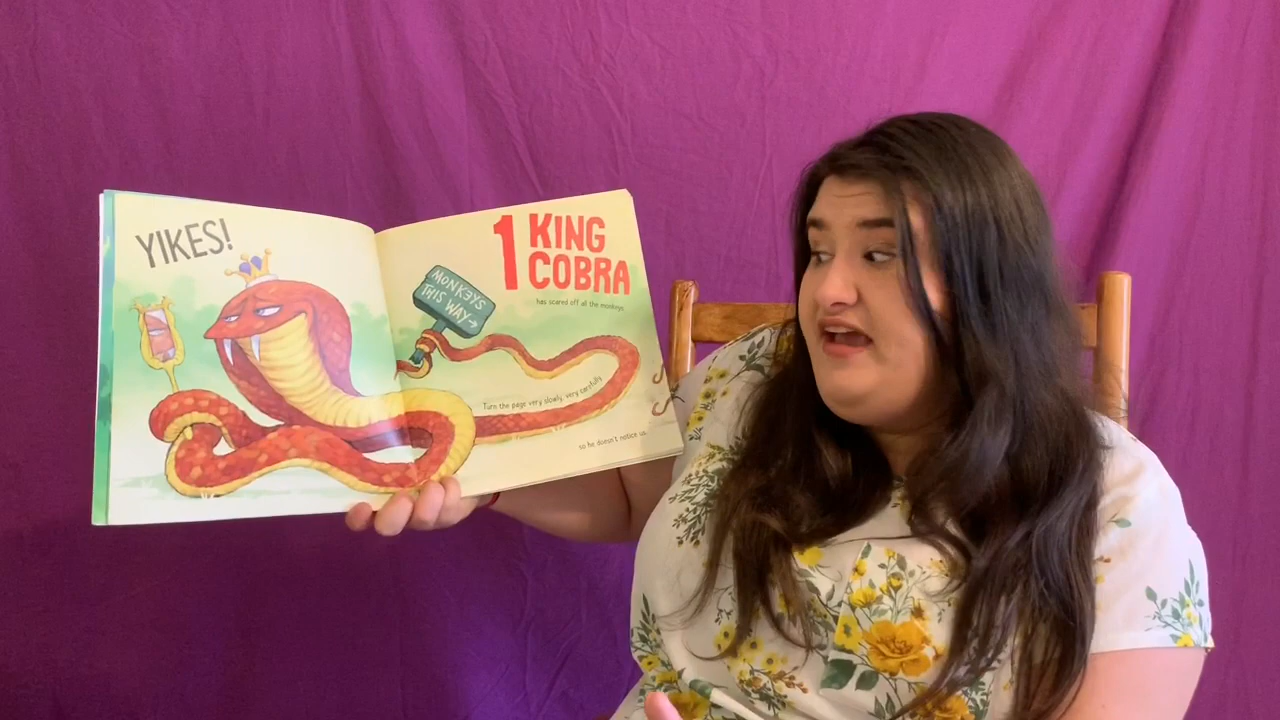 YIKES!
1 KING
COBRA
has scared off all the monkeys.
MONKEYS
THIS WAY→
Turn the page very slowly, very carefully
so he doesn't notice us.